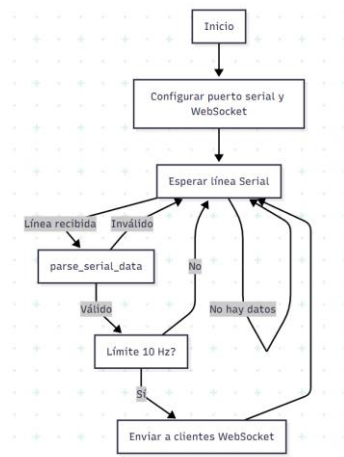 Inicio
Configurar puerto serial y
WebSocket
Esperar línea Serial
Línea recibida
Inválido
parse_serial_data
No
No hay datos
Válido
Límite 10 Hz?
Sí
Enviar a clientes WebSocket